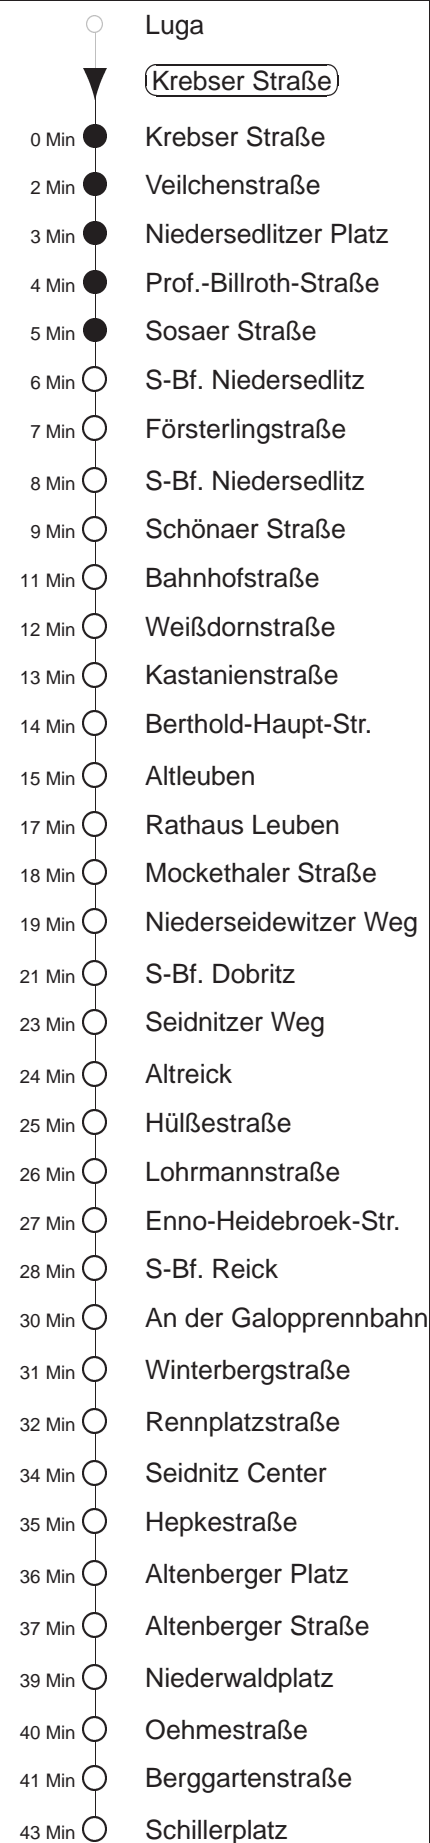 Luga
Krebser Straße
0 Min Krebser Straße
2 Min Veilchenstraße
3 Min Niedersedlitzer Platz
4 Min Prof.-Billroth-Straße
5 Min Sosaer Straße
6 Min S-Bf. Niedersedlitz
7 Min Försterlingstraße
8 Min S-Bf. Niedersedlitz
9 Min Schönaer Straße
11 Min Bahnhofstraße
12 Min Weißdornstraße
13 Min Kastanienstraße
14 Min Berthold-Haupt-Str.
15 Min Altleuben
17 Min Rathaus Leuben
18 Min Mockethaler Straße
19 Min Niederseidewitzer Weg
21 Min S-Bf. Dobritz
23 Min Seidnitzer Weg
24 Min Altreick
25 Min Hülßestraße
26 Min Lohrmannstraße
27 Min Enno-Heidebroek-Str.
28 Min S-Bf. Reick
30 Min An der Galopprennbahn
31 Min Winterbergstraße
32 Min Rennplatzstraße
34 Min Seidnitz Center
35 Min Hepkestraße
36 Min Altenberger Platz
37 Min Altenberger Straße
39 Min Niederwaldplatz
40 Min Oehmestraße
41 Min Berggartenstraße
43 Min Schillerplatz